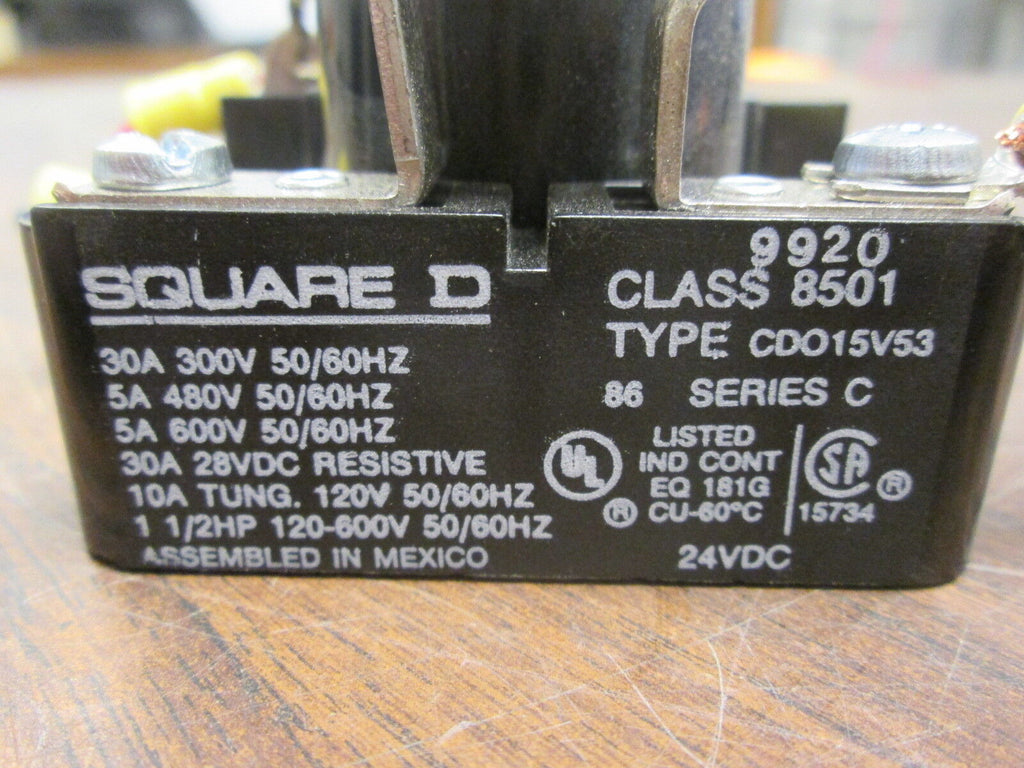 SQUARE D
30A 300V 50/60HZ
5A 480V 50/60HZ
5A 600V 50/60HZ
30A 28VDC RESISTIVE
10A TUNG. 120V 50/60HZ
1 1/2HP 120-600V 50/60HZ
ASSEMBLED IN MEXICO
9920
CLASS 8501
TYPE CDO15V53
86 SERIES C
UL ®
LISTED
IND CONT
EQ 181G
CU-60°C
SA ®
15734
24VDC